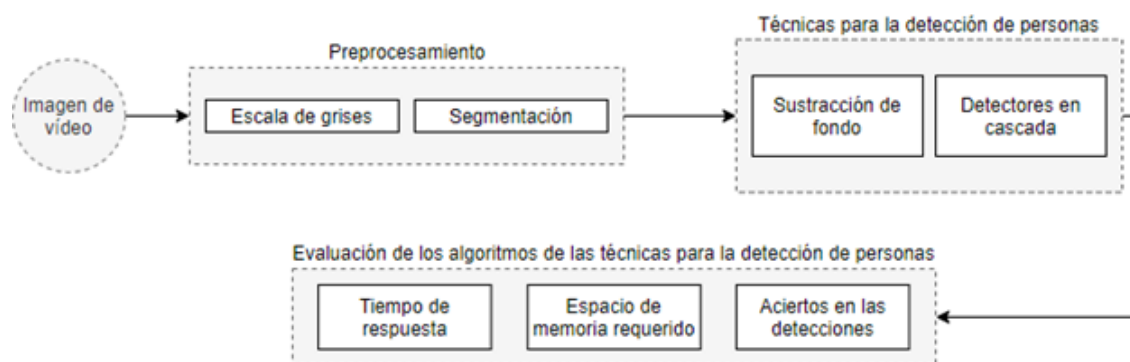 Técnicas para la detección de personas
Preprocesamiento
Imagen de
vídeo
Escala de grises
Segmentación
Sustracción de
fondo
Detectores en
cascada
Evaluación de los algoritmos de las técnicas para la detección de personas
Tiempo de
respuesta
Espacio de
memoria requerido
Aciertos en las
detecciones